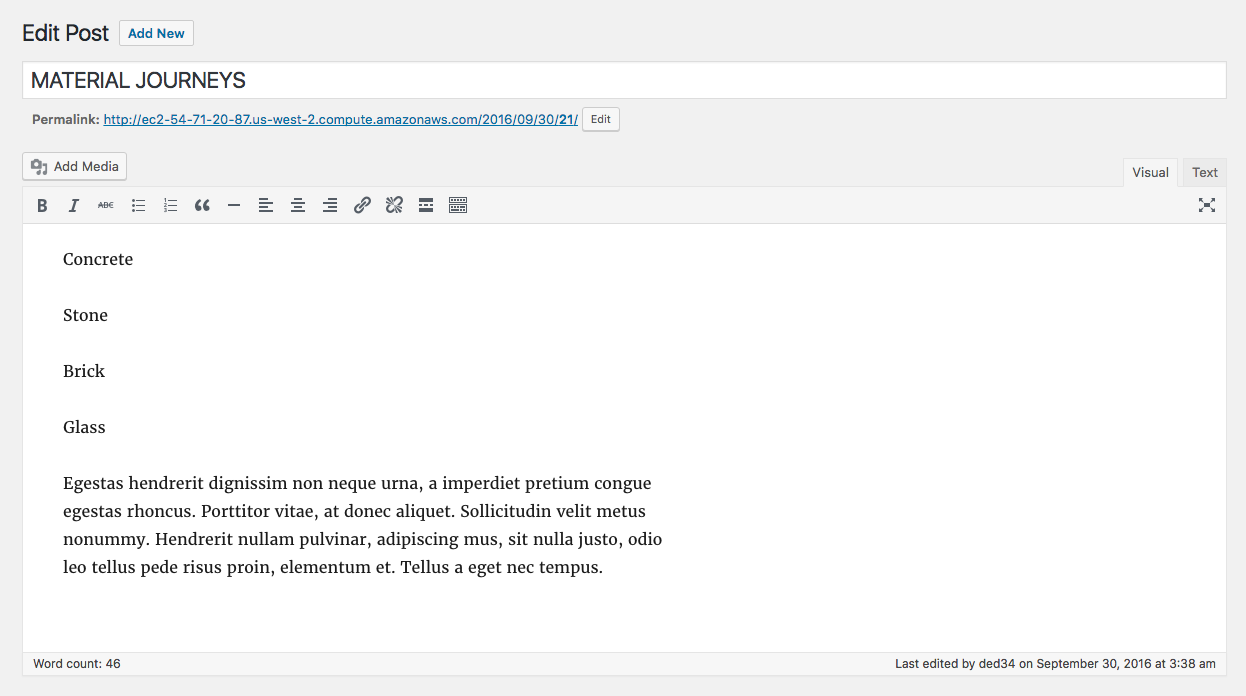 Edit Post Add New
MATERIAL JOURNEYS
Permalink: http://ec2-54-71-20-87.us-west-2.compute.amazonaws.com/2016/09/30/21/ Edit
Add Media
Visual Text
B I ABC
Concrete
Stone
Brick
Glass
Egestas hendrerit dignissim non neque urna, a imperdiet pretium congue
egestas rhoncus. Porttitor vitae, at donec aliquet. Sollicitudin velit metus
nonummy. Hendrerit nullam pulvinar, adipiscing mus, sit nulla justo, odio
leo tellus pede risus proin, elementum et. Tellus a eget nec tempus.
Word count: 46 Last edited by ded34 on September 30, 2016 at 3:38 am